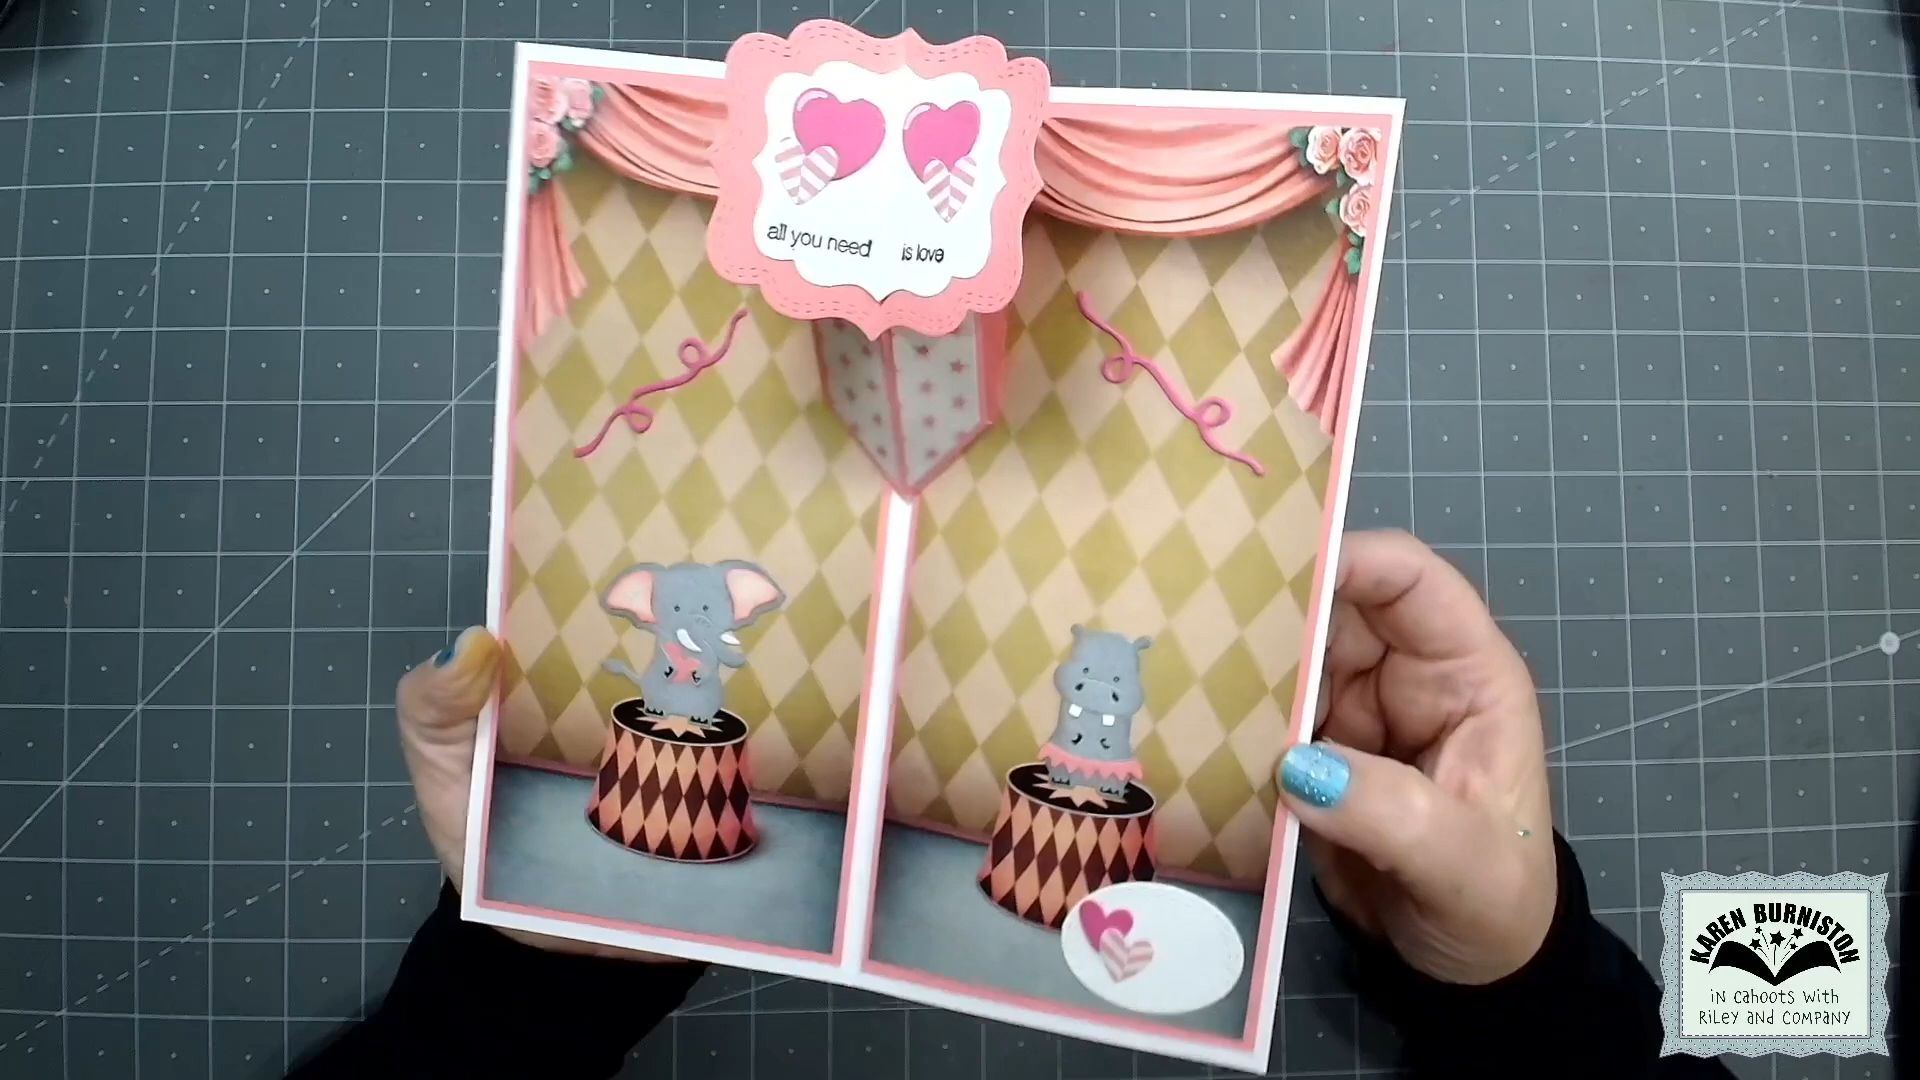 all you need is love
KAREN BURNISTON
in cahoots with
Riley and Company